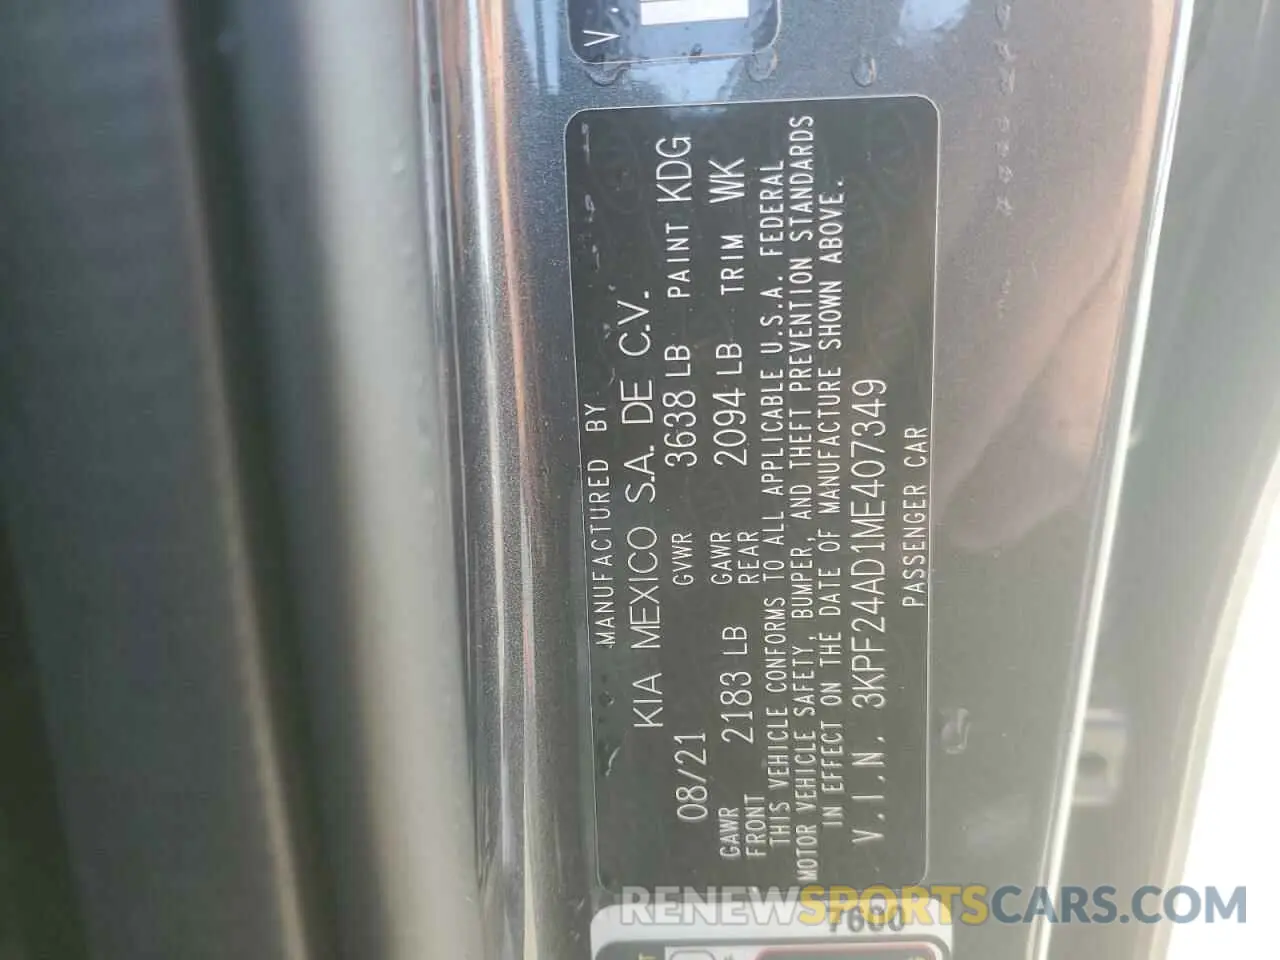 V
MANUFACTURED BY
KIA MEXICO S.A. DE C.V.
08/21 GVWR 3638 LB PAINT KDG
GAWR FRONT 2183 LB GAWR REAR 2094 LB TRIM WK
THIS VEHICLE CONFORMS TO ALL APPLICABLE U.S.A. FEDERAL
MOTOR VEHICLE SAFETY, BUMPER, AND THEFT PREVENTION STANDARDS
IN EFFECT ON THE DATE OF MANUFACTURE SHOWN ABOVE.
V.I.N. 3KPF24AD1ME407349
PASSENGER CAR
7600
RENEWSPORTSCARS.COM